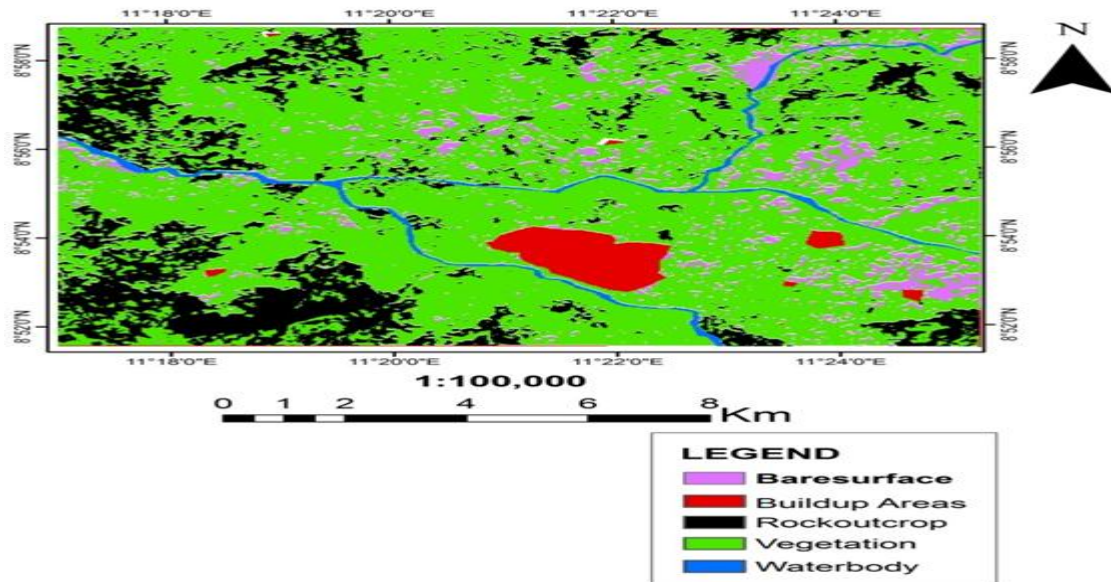 11°18'0"E 11°20'0"E 11°22'0"E 11°24'0"E
N
8°58'0"N 8°58'0"N
8°56'0"N 8°56'0"N
8°54'0"N 8°54'0"N
8°52'0"N 8°52'0"N
11°18'0"E 11°20'0"E 11°22'0"E 11°24'0"E
1:100,000
0 1 2 4 6 8 Km
LEGEND
Baresurface
Buildup Areas
Rockoutcrop
Vegetation
Waterbody